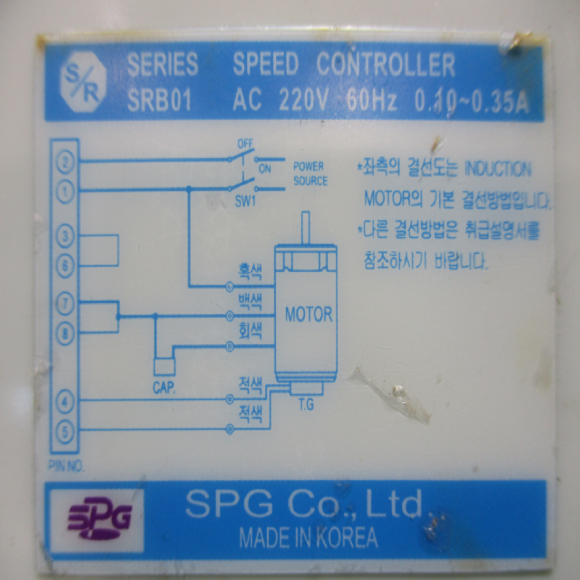 S/R
SERIES SPEED CONTROLLER
SRB01 AC 220V 60Hz 0.10~0.35A
OFF
ON
POWER
SOURCE
SW1
2
1
3
6
7
8
4
5
PIN NO.
흑색
백색
회색
적색
적색
CAP.
MOTOR
T.G
*좌측의 결선도는 INDUCTION
MOTOR의 기본 결선방법입니다.
*다른 결선방법은 취급설명서를
참조하시기 바랍니다.
SPG
SPG Co., Ltd.
MADE IN KOREA